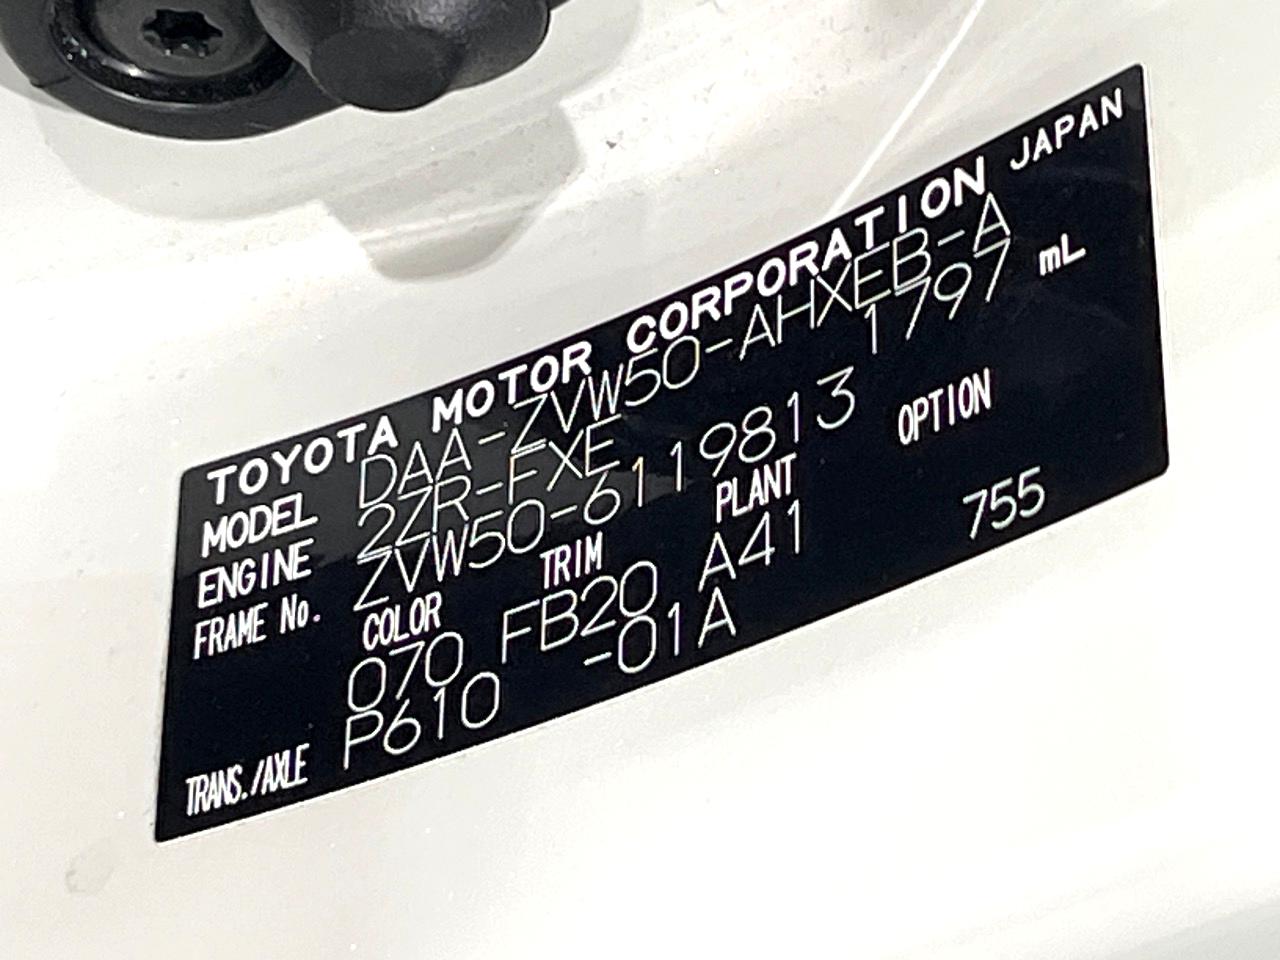 TOYOTA MOTOR CORPORATION JAPAN
MODEL DAA-ZVW50-AHXEB-A
ENGINE 2ZR-FXE 1797 mL
FRAME No. ZVW50-6119813
COLOR TRIM PLANT OPTION
070 FB20 A41 755
TRANS./AXLE P610 -01A